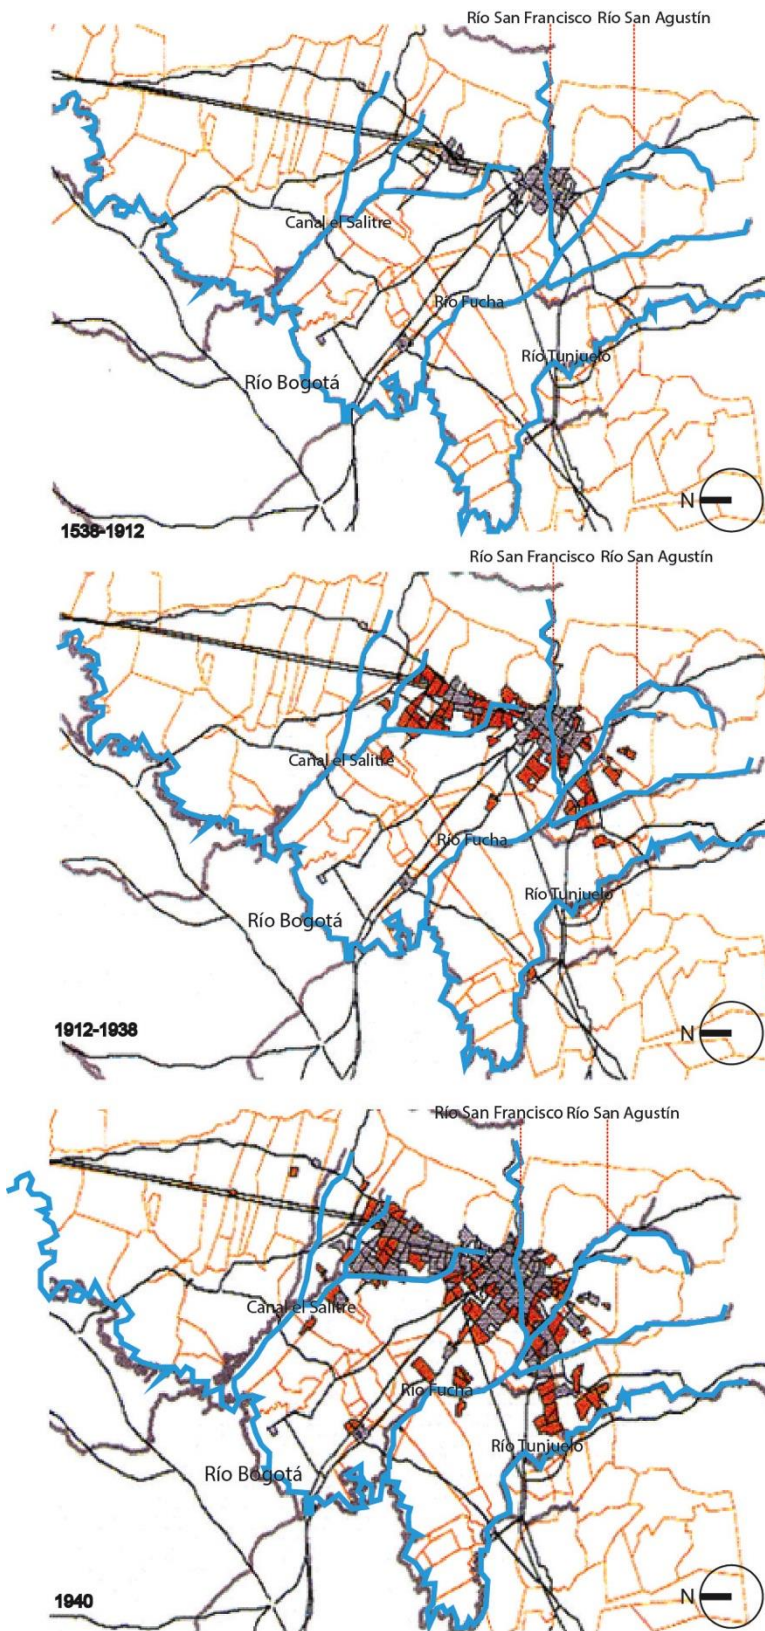 Río San Francisco Río San Agustín
Canal el Salitre
Río Fucha
Río Tunjuelo
Río Bogotá
N
1538-1912
Río San Francisco Río San Agustín
Canal el Salitre
Río Fucha
Río Tunjuelo
Río Bogotá
N
1912-1938
Río San Francisco Río San Agustín
Canal el Salitre
Río Fucha
Río Tunjuelo
Río Bogotá
N
1940